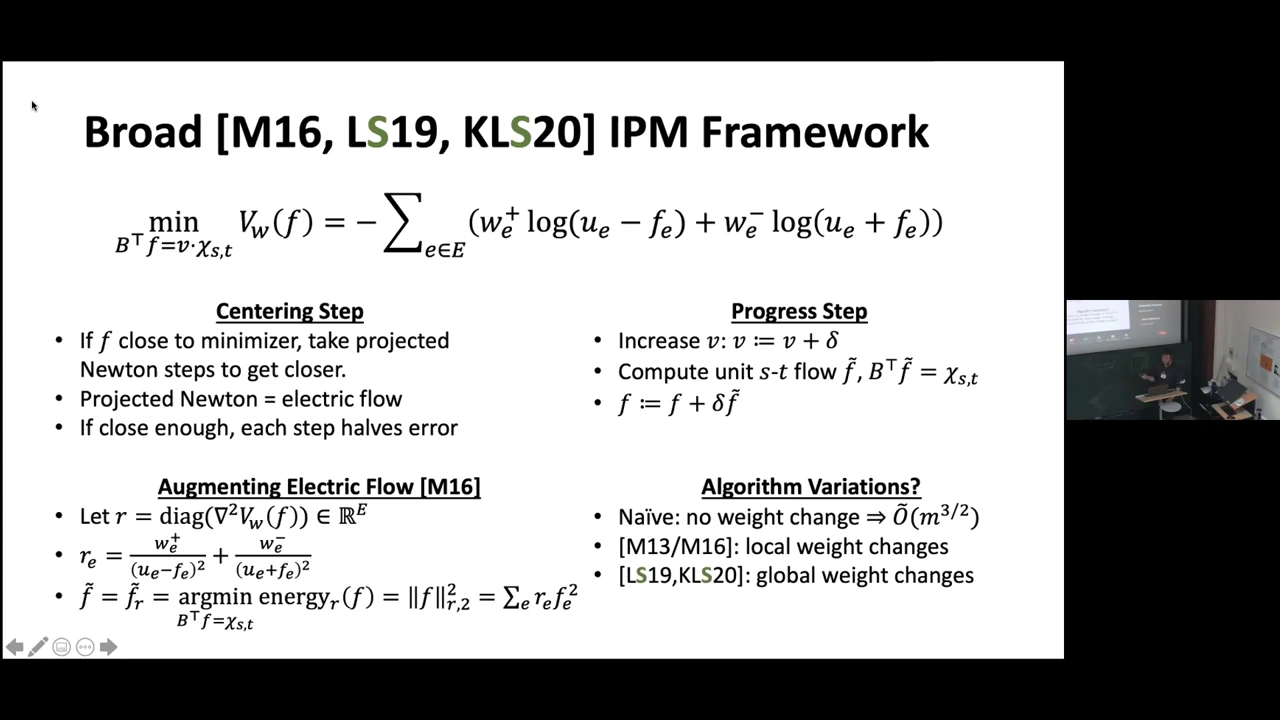 Broad [M16, LS19, KLS20] IPM Framework
min_{B^⊤f=v·χ_{s,t}} V_w(f) = −∑_{e∈E} (w_e^+ log(u_e − f_e) + w_e^− log(u_e + f_e))
Centering Step
• If f close to minimizer, take projected
Newton steps to get closer.
• Projected Newton = electric flow
• If close enough, each step halves error
Progress Step
• Increase v: v ≔ v + δ
• Compute unit s-t flow f̃, B^⊤f̃ = χ_{s,t}
• f ≔ f + δf̃
Augmenting Electric Flow [M16]
• Let r = diag(∇²V_w(f)) ∈ ℝ^E
• r_e = w_e^+/(u_e−f_e)² + w_e^−/(u_e+f_e)²
• f̃ = f̃_r = argmin_{B^⊤f=χ_{s,t}} energy_r(f) = ‖f‖²_{r,2} = ∑_e r_e f_e²
Algorithm Variations?
• Naïve: no weight change ⇒ Õ(m^{3/2})
• [M13/M16]: local weight changes
• [LS19,KLS20]: global weight changes